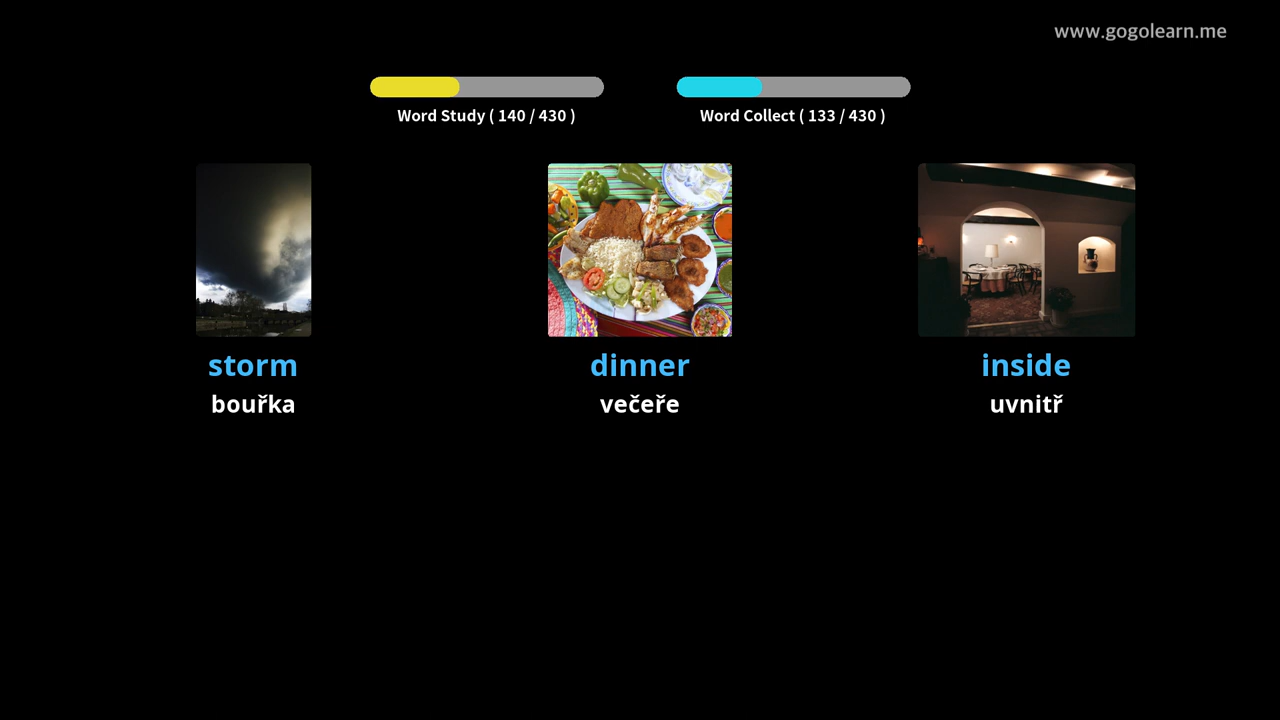 www.gogolearn.me
Word Study ( 140 / 430 )
Word Collect ( 133 / 430 )
storm
bouřka
dinner
večeře
inside
uvnitř